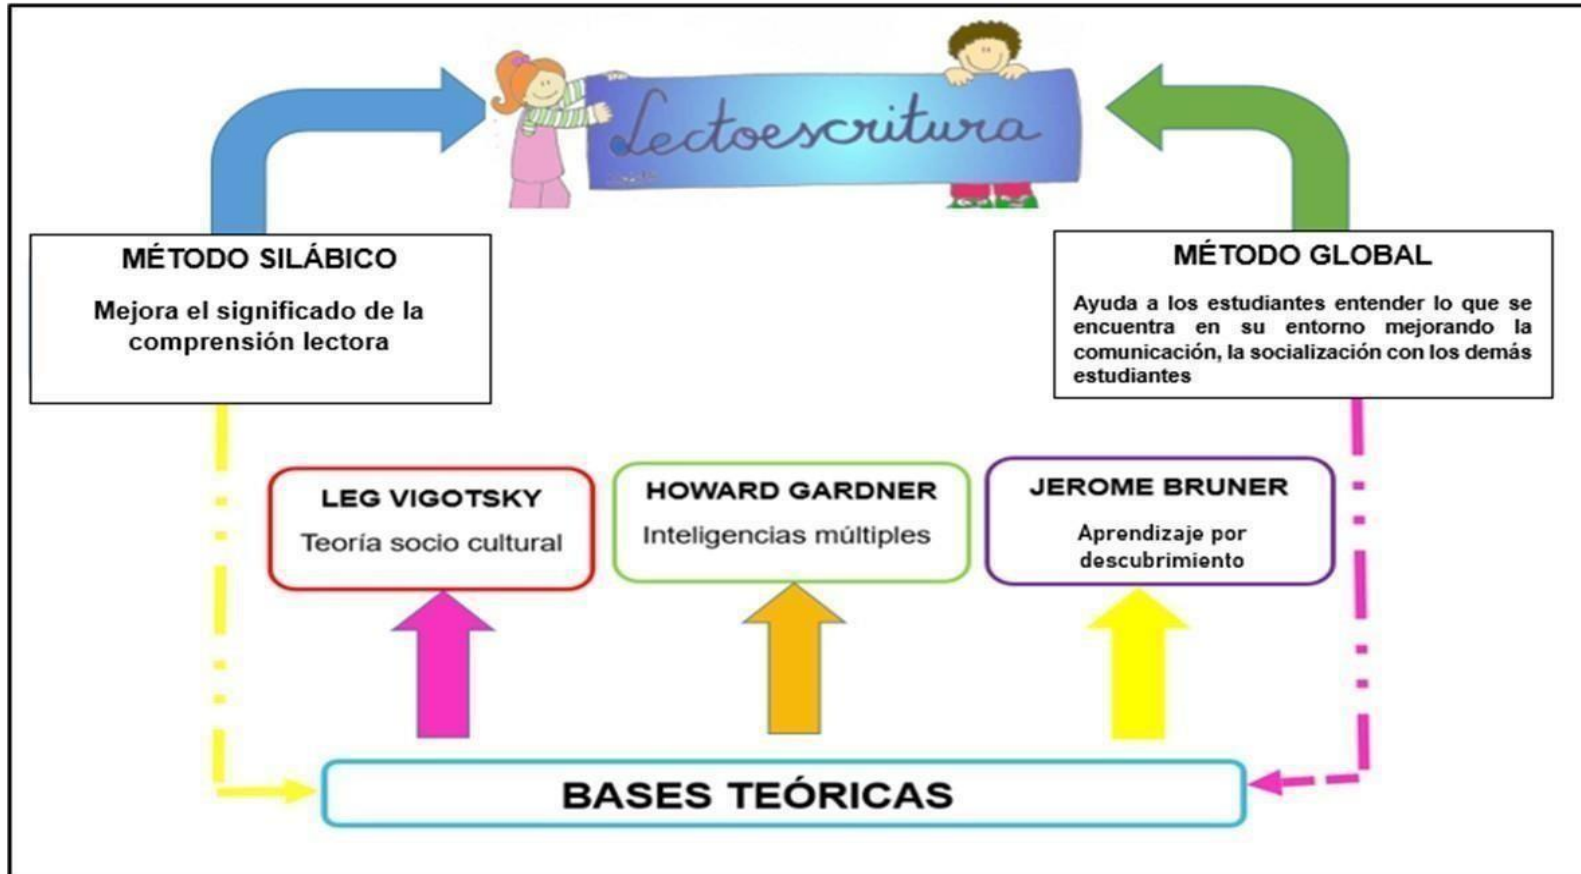 Lectoescritura
MÉTODO SILÁBICO
Mejora el significado de la
comprensión lectora
MÉTODO GLOBAL
Ayuda a los estudiantes entender lo que se
encuentra en su entorno mejorando la
comunicación, la socialización con los demás
estudiantes
LEG VIGOTSKY
Teoría socio cultural
HOWARD GARDNER
Inteligencias múltiples
JEROME BRUNER
Aprendizaje por
descubrimiento
BASES TEÓRICAS